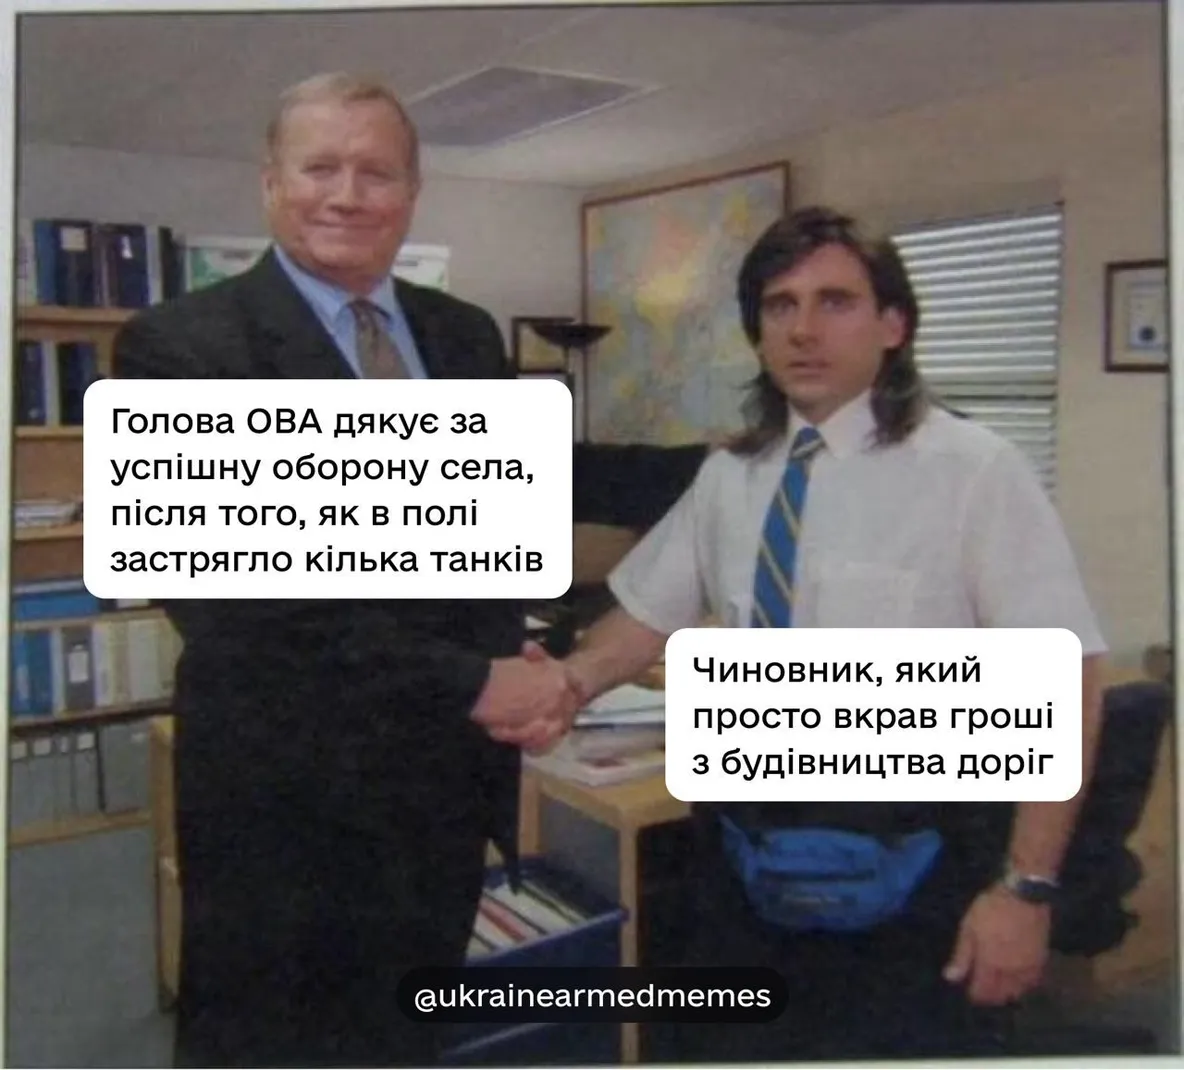 Голова ОВА дякує за
успішну оборону села,
після того, як в полі
застрягло кілька танків
Чиновник, який
просто вкрав гроші
з будівництва доріг
@ukrainearmedmemes